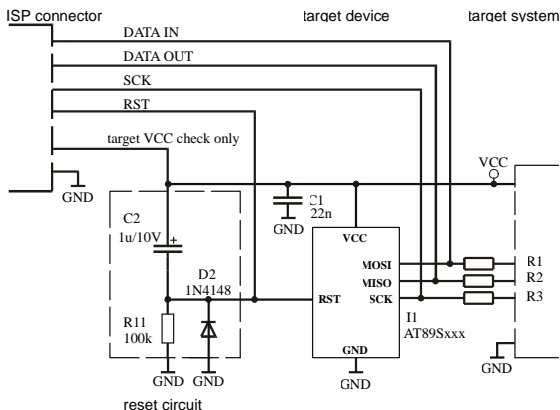 ISP connector
target device
target system
DATA IN
DATA OUT
SCK
RST
target VCC check only
GND
VCC
C2
1u/10V
+
C1
22n
GND
VCC
D2
1N4148
MOSI
MISO
SCK
RST
R1
R2
R3
R11
100k
I1
AT89Sxxx
GND
GND
GND
GND
GND
reset circuit